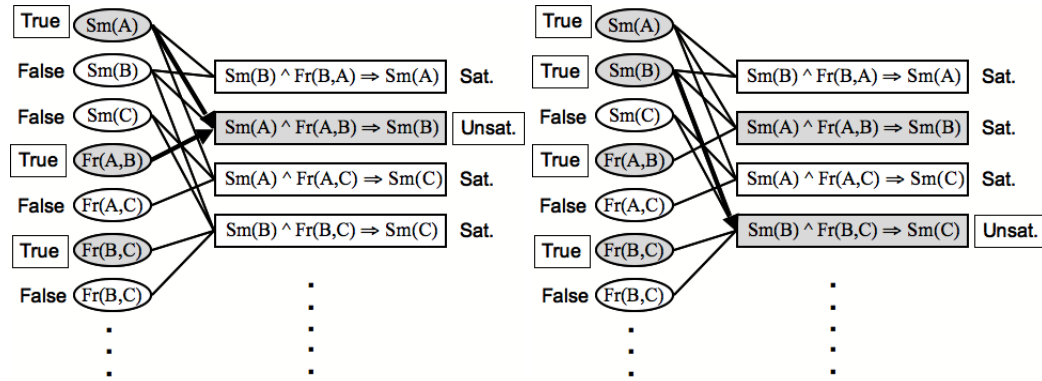 True Sm(A)
False Sm(B)
Sm(B) ^ Fr(B,A) ⇒ Sm(A) Sat.
False Sm(C)
Sm(A) ^ Fr(A,B) ⇒ Sm(B) Unsat.
True Fr(A,B)
Sm(A) ^ Fr(A,C) ⇒ Sm(C) Sat.
False Fr(A,C)
Sm(B) ^ Fr(B,C) ⇒ Sm(C) Sat.
True Fr(B,C)
False Fr(B,C)
True Sm(A)
True Sm(B)
Sm(B) ^ Fr(B,A) ⇒ Sm(A) Sat.
False Sm(C)
Sm(A) ^ Fr(A,B) ⇒ Sm(B) Sat.
True Fr(A,B)
Sm(A) ^ Fr(A,C) ⇒ Sm(C) Sat.
False Fr(A,C)
Sm(B) ^ Fr(B,C) ⇒ Sm(C) Unsat.
True Fr(B,C)
False Fr(B,C)